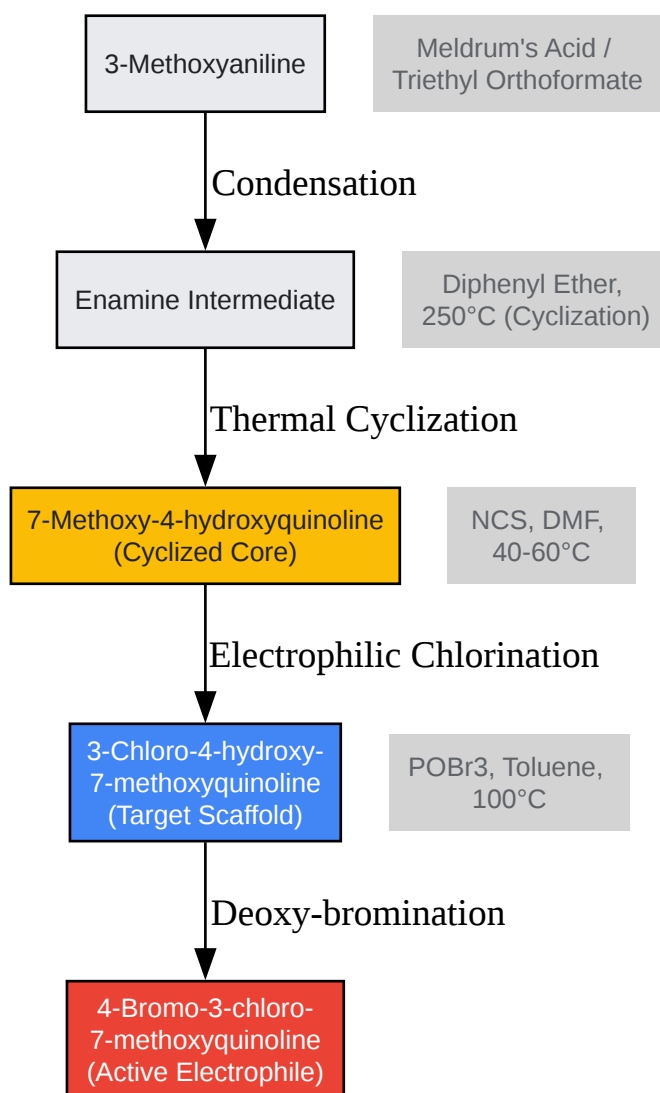 3-Methoxyaniline
Meldrum's Acid /
Triethyl Orthoformate
Condensation
Enamine Intermediate
Diphenyl Ether,
250°C (Cyclization)
Thermal Cyclization
7-Methoxy-4-hydroxyquinoline
(Cyclized Core)
NCS, DMF,
40-60°C
Electrophilic Chlorination
3-Chloro-4-hydroxy-
7-methoxyquinoline
(Target Scaffold)
POBr3, Toluene,
100°C
Deoxy-bromination
4-Bromo-3-chloro-
7-methoxyquinoline
(Active Electrophile)